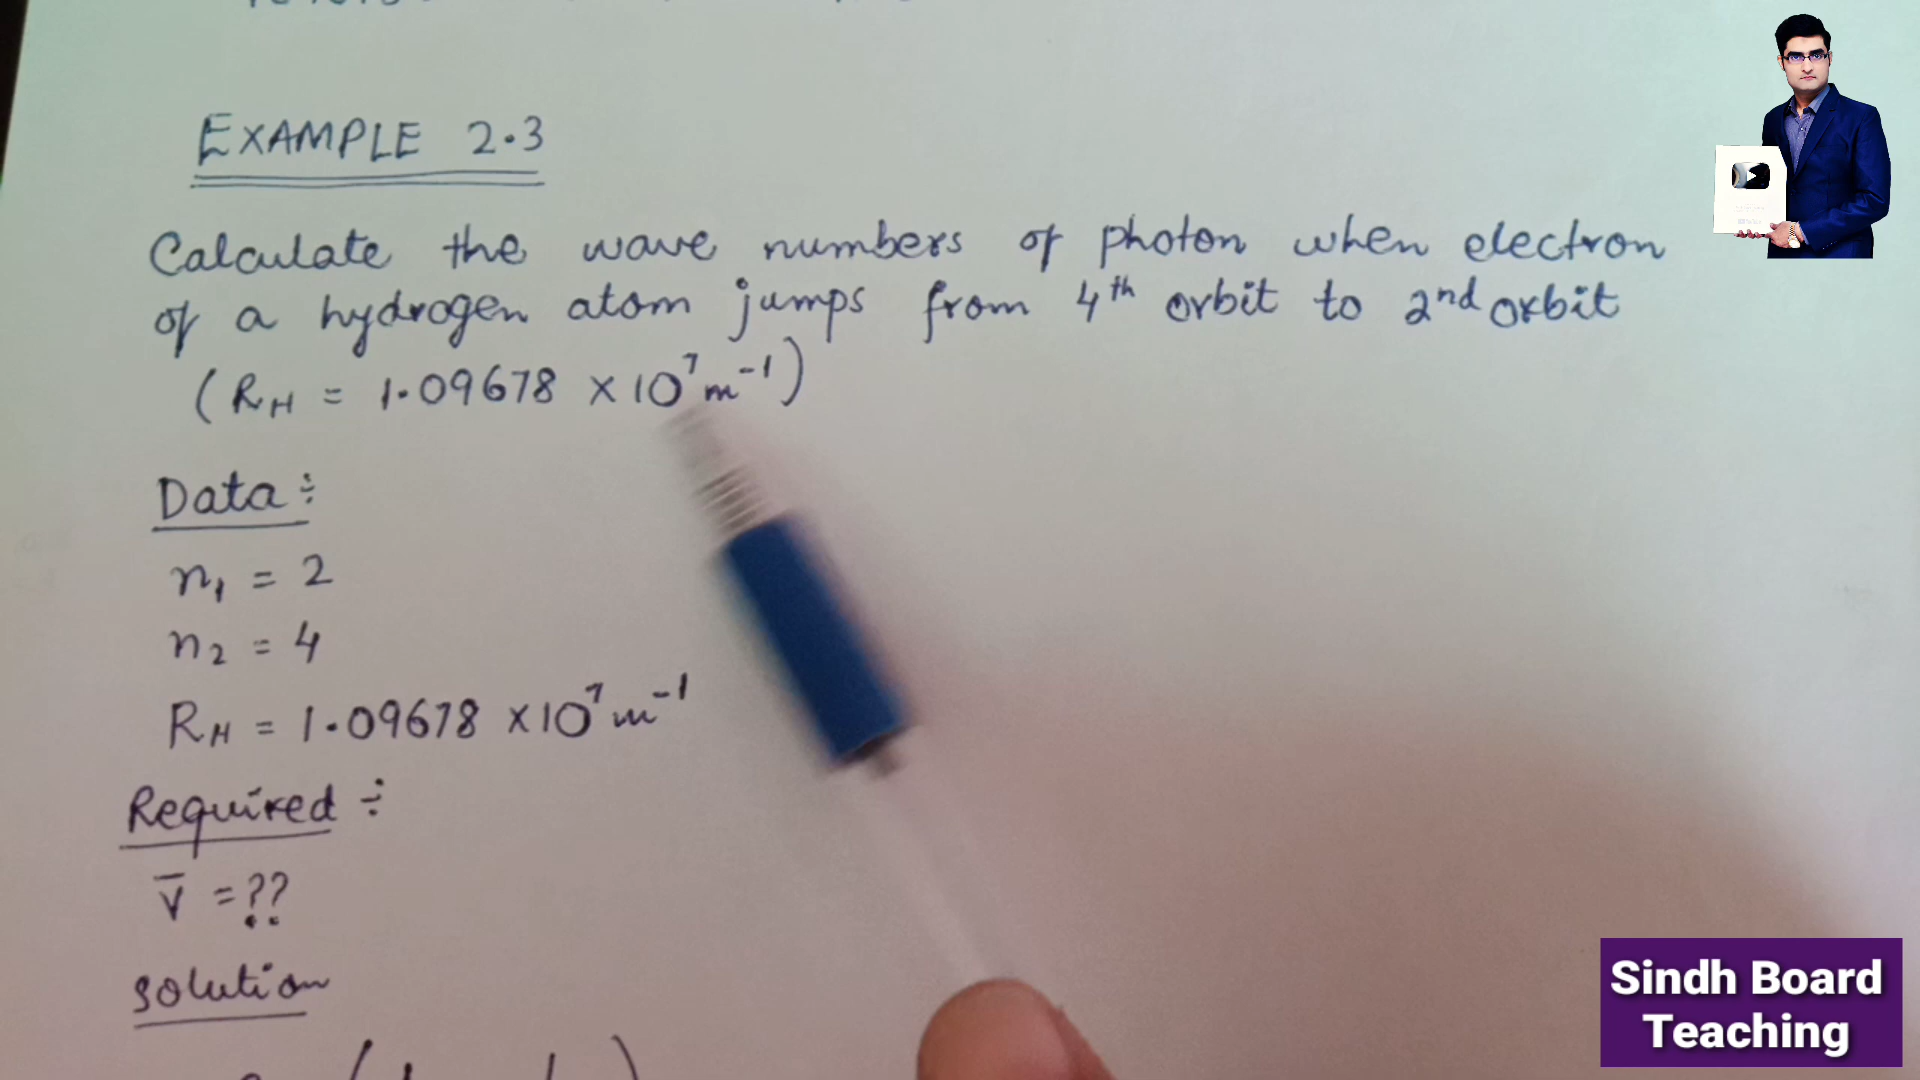 EXAMPLE 2.3
Calculate the wave numbers of photon when electron
of a hydrogen atom jumps from 4th orbit to 2nd orbit
(RH = 1.09678 ×10⁷ m⁻¹)
Data ÷
n₁ = 2
n₂ = 4
RH = 1.09678 ×10⁷ m⁻¹
Required ÷
v̅ = ??
solution
Sindh Board
Teaching